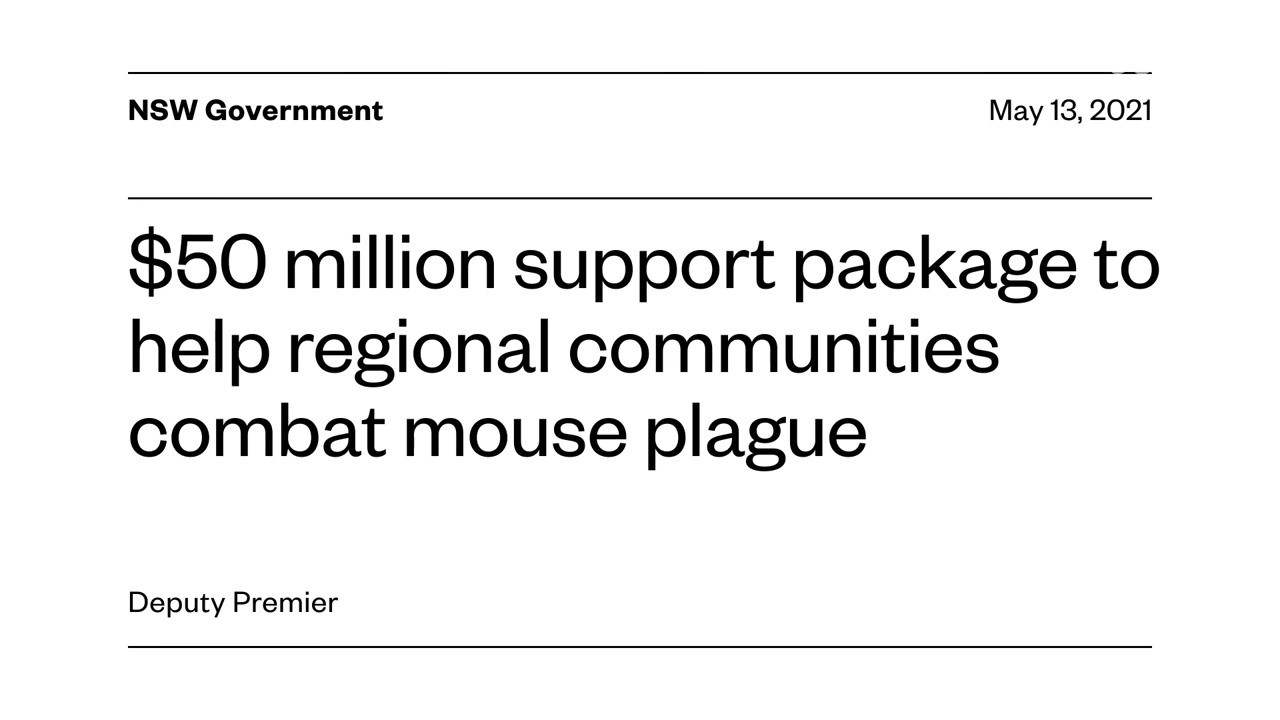 NSW Government
May 13, 2021
$50 million support package to
help regional communities
combat mouse plague
Deputy Premier